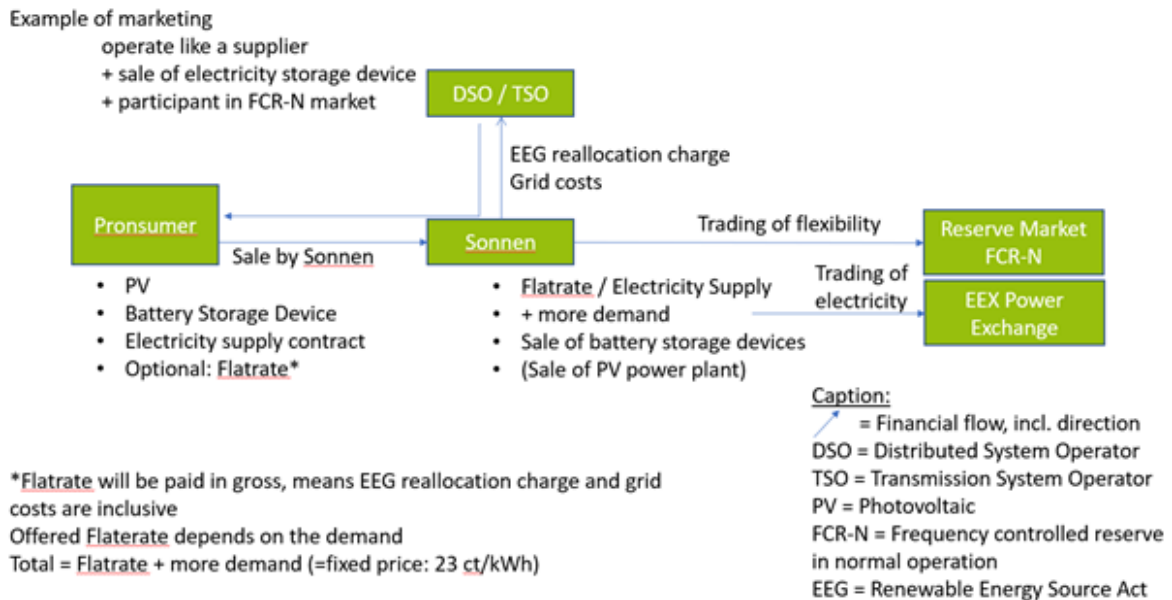 Example of marketing
operate like a supplier
+ sale of electricity storage device
+ participant in FCR-N market
DSO / TSO
EEG reallocation charge
Grid costs
Pronsumer
Sale by Sonnen
Sonnen
Trading of flexibility
Reserve Market
FCR-N
Trading of
electricity
EEX Power
Exchange
• PV
• Battery Storage Device
• Electricity supply contract
• Optional: Flatrate*
• Flatrate / Electricity Supply
• + more demand
• Sale of battery storage devices
• (Sale of PV power plant)
Caption:
= Financial flow, incl. direction
DSO = Distributed System Operator
TSO = Transmission System Operator
PV = Photovoltaic
FCR-N = Frequency controlled reserve
in normal operation
EEG = Renewable Energy Source Act
*Flatrate will be paid in gross, means EEG reallocation charge and grid
costs are inclusive
Offered Flaterate depends on the demand
Total = Flatrate + more demand (=fixed price: 23 ct/kWh)